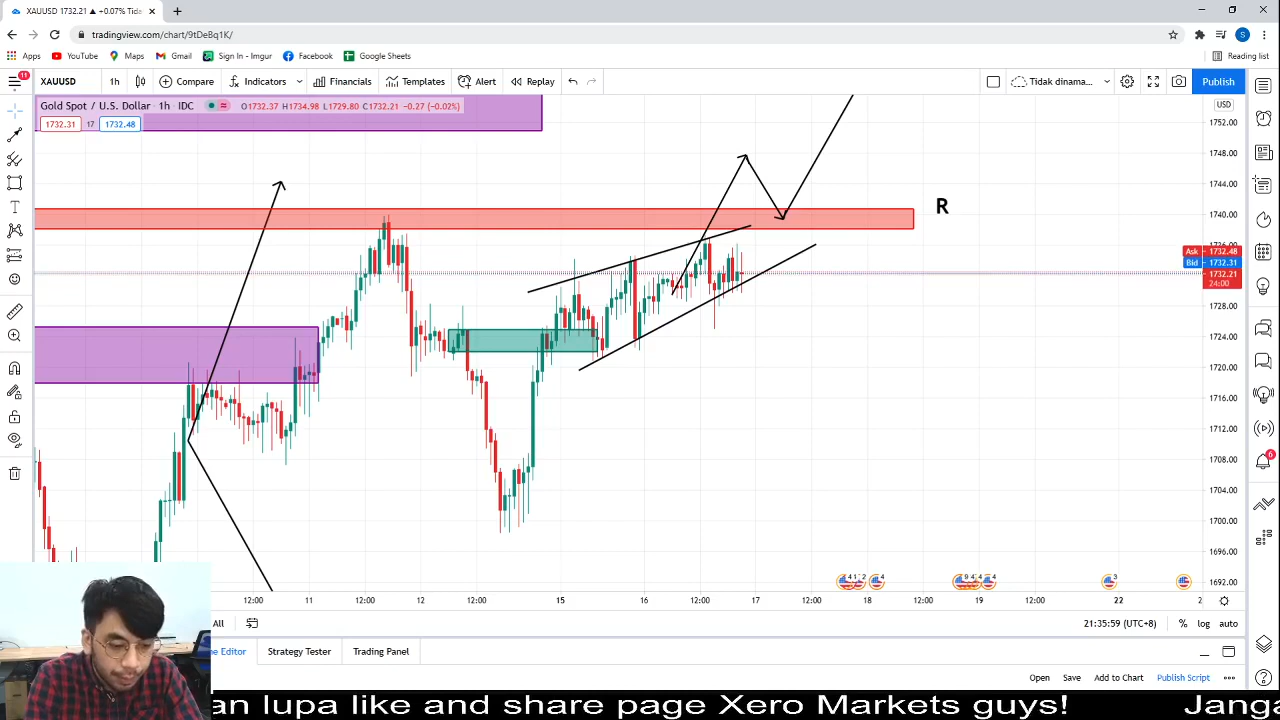 XAUUSD 1732.21 ▲ +0.07% Tida
tradingview.com/chart/9tDeBq1K/
S
Apps YouTube Maps Gmail Sign In - Imgur Facebook Google Sheets Reading list
11 XAUUSD 1h Compare Indicators Financials Templates Alert Replay Tidak dinama... Publish
Gold Spot / U.S. Dollar · 1h · IDC O1732.37 H1734.98 L1729.80 C1732.21 -0.27 (-0.02%)
USD
1732.31 17 1732.48
1752.00
1748.00
1744.00
R
1740.00
Ask 1732.48
Bid 1732.31
1732.21
24:00
1728.00
1724.00
1720.00
1716.00
1712.00
1708.00
1704.00
6
1700.00
1696.00
1692.00
12:00 11 12:00 12 12:00 15 16 12:00 17 12:00 18 12:00 19 12:00 22 2
All 21:35:59 (UTC+8) % log auto
ne Editor Strategy Tester Trading Panel
Open Save Add to Chart Publish Script
an lupa like and share page Xero Markets guys! Janga